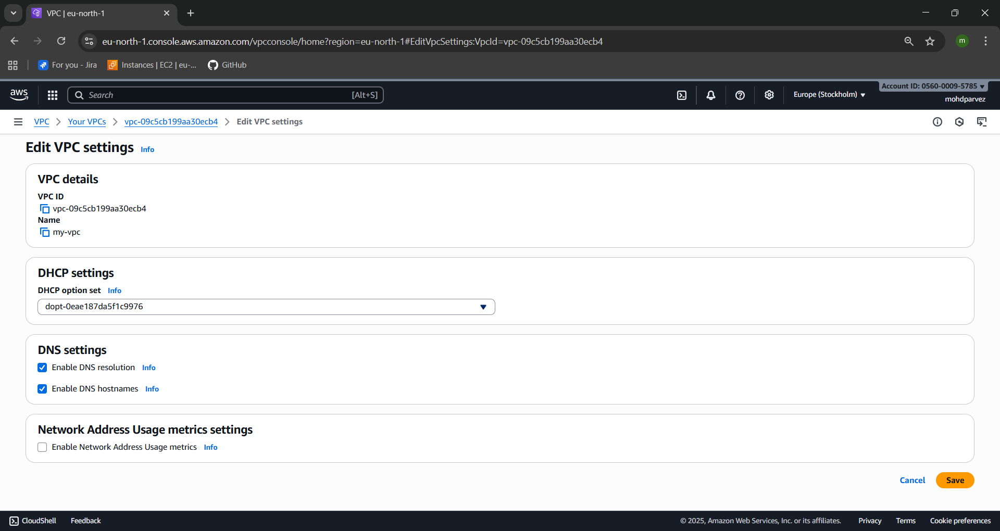 VPC | eu-north-1
eu-north-1.console.aws.amazon.com/vpcconsole/home?region=eu-north-1#EditVpcSettings:VpcId=vpc-09c5cb199aa30ecb4
m
For you - Jira
Instances | EC2 | eu-...
GitHub
aws
Search
[Alt+S]
Europe (Stockholm)
Account ID: 0560-0009-5785
mohdparvez
VPC
Your VPCs
vpc-09c5cb199aa30ecb4
Edit VPC settings
Edit VPC settings Info
VPC details
VPC ID
vpc-09c5cb199aa30ecb4
Name
my-vpc
DHCP settings
DHCP option set Info
dopt-0eae187da5f1c9976
DNS settings
Enable DNS resolution Info
Enable DNS hostnames Info
Network Address Usage metrics settings
Enable Network Address Usage metrics Info
Cancel
Save
CloudShell
Feedback
© 2025, Amazon Web Services, Inc. or its affiliates.
Privacy
Terms
Cookie preferences